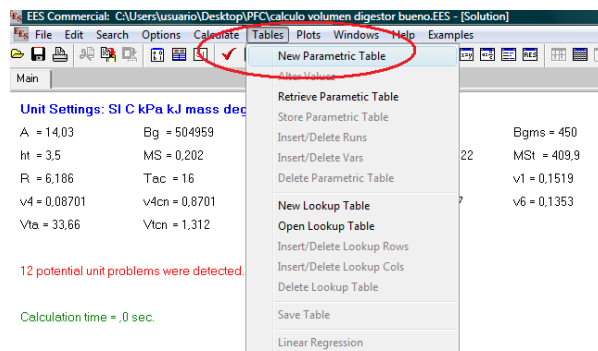 EES Commercial: C:\Users\usuario\Desktop\PFC\calculo volumen digestor bueno.EES - [Solution]
File Edit Search Options Calculate Tables Plots Windows Help Examples
Main
New Parametric Table
Alter Values
Retrieve Parametic Table
Store Parametric Table
Insert/Delete Runs
Insert/Delete Vars
Delete Parametric Table
New Lookup Table
Open Lookup Table
Insert/Delete Lookup Rows
Insert/Delete Lookup Cols
Delete Lookup Table
Save Table
Linear Regression
Unit Settings: SI C kPa kJ mass deg
A = 14,03 Bg = 504959 Bgms = 450
ht = 3,5 MS = 0,202 22 MSt = 409,9
R = 6,186 Tac = 16 v1 = 0,1519
v4 = 0,08701 v4cn = 0,8701 v6 = 0,1353
Vta = 33,66 Vtcn = 1,312
12 potential unit problems were detected.
Calculation time = ,0 sec.